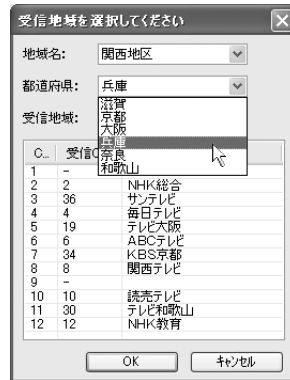 受信地域を選択してください
地域名: 関西地区
都道府県: 兵庫
受信地域:
滋賀
京都
大阪
兵庫
奈良
和歌山
C... 受信C
1 -
2 2 NHK総合
3 36 サンテレビ
4 4 毎日テレビ
5 19 テレビ大阪
6 6 ABCテレビ
7 34 KBS京都
8 8 関西テレビ
9 -
10 10 読売テレビ
11 30 テレビ和歌山
12 12 NHK教育
OK キャンセル